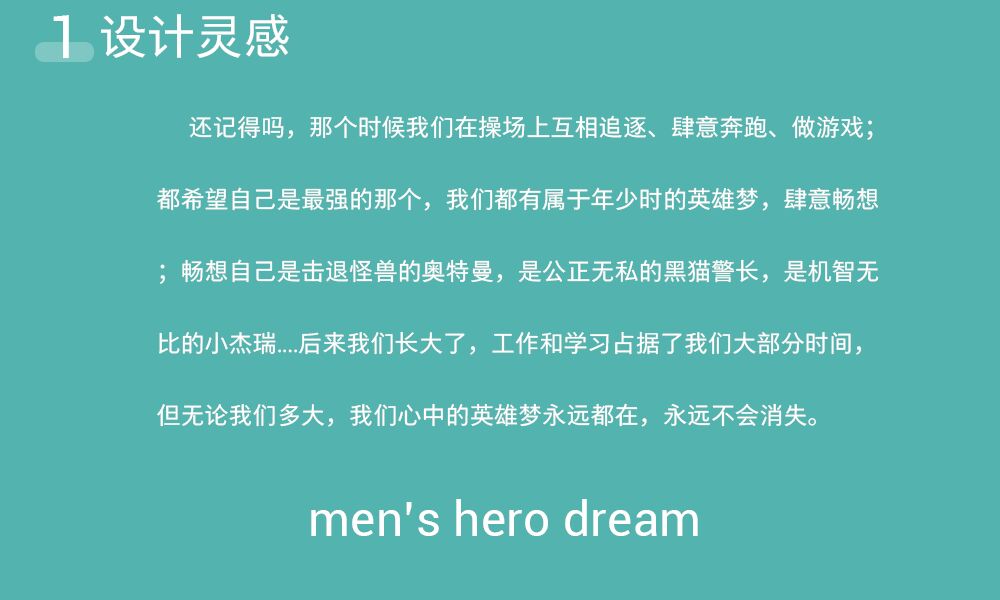 1 设计灵感
还记得吗，那个时候我们在操场上互相追逐、肆意奔跑、做游戏；
都希望自己是最强的那个，我们都有属于年少时的英雄梦，肆意畅想
；畅想自己是击退怪兽的奥特曼，是公正无私的黑猫警长，是机智无
比的小杰瑞....后来我们长大了，工作和学习占据了我们大部分时间，
但无论我们多大，我们心中的英雄梦永远都在，永远不会消失。
men's hero dream